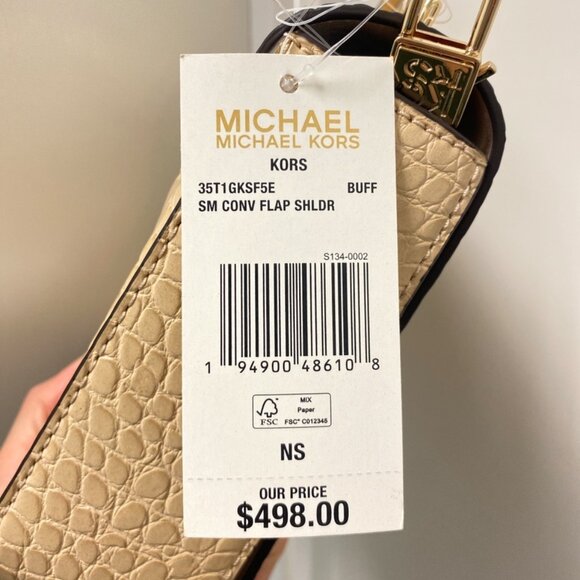 MICHAEL
MICHAEL KORS
KORS
35T1GKSF5E BUFF
SM CONV FLAP SHLDR
S134-0002
1 94900 48610 8
FSC
MIX
Paper
FSC® C012345
NS
OUR PRICE
$498.00